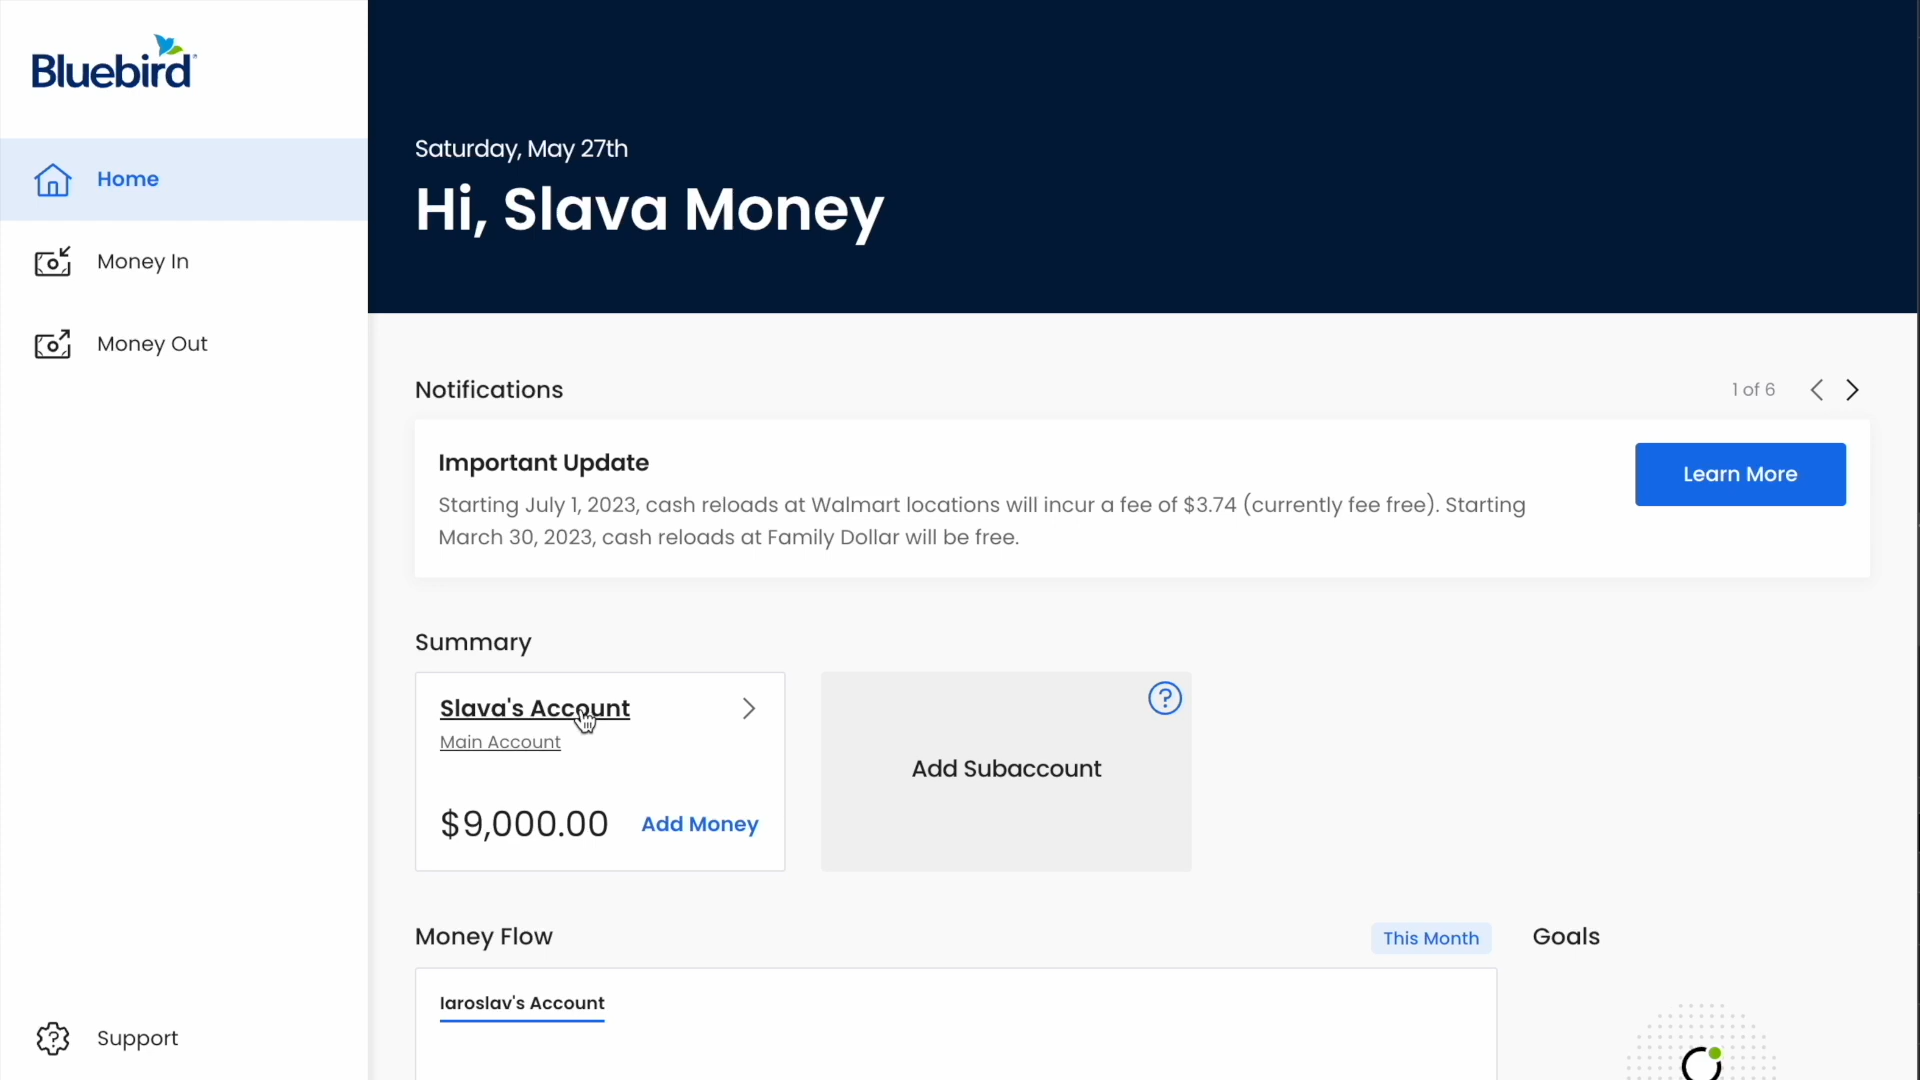 Bluebird
Home
Money In
Money Out
Support
Saturday, May 27th
Hi, Slava Money
Notifications
1 of 6
Important Update
Starting July 1, 2023, cash reloads at Walmart locations will incur a fee of $3.74 (currently fee free). Starting
March 30, 2023, cash reloads at Family Dollar will be free.
Learn More
Summary
Slava's Account
Main Account
$9,000.00
Add Money
?
Add Subaccount
Money Flow
This Month
Iaroslav's Account
Goals